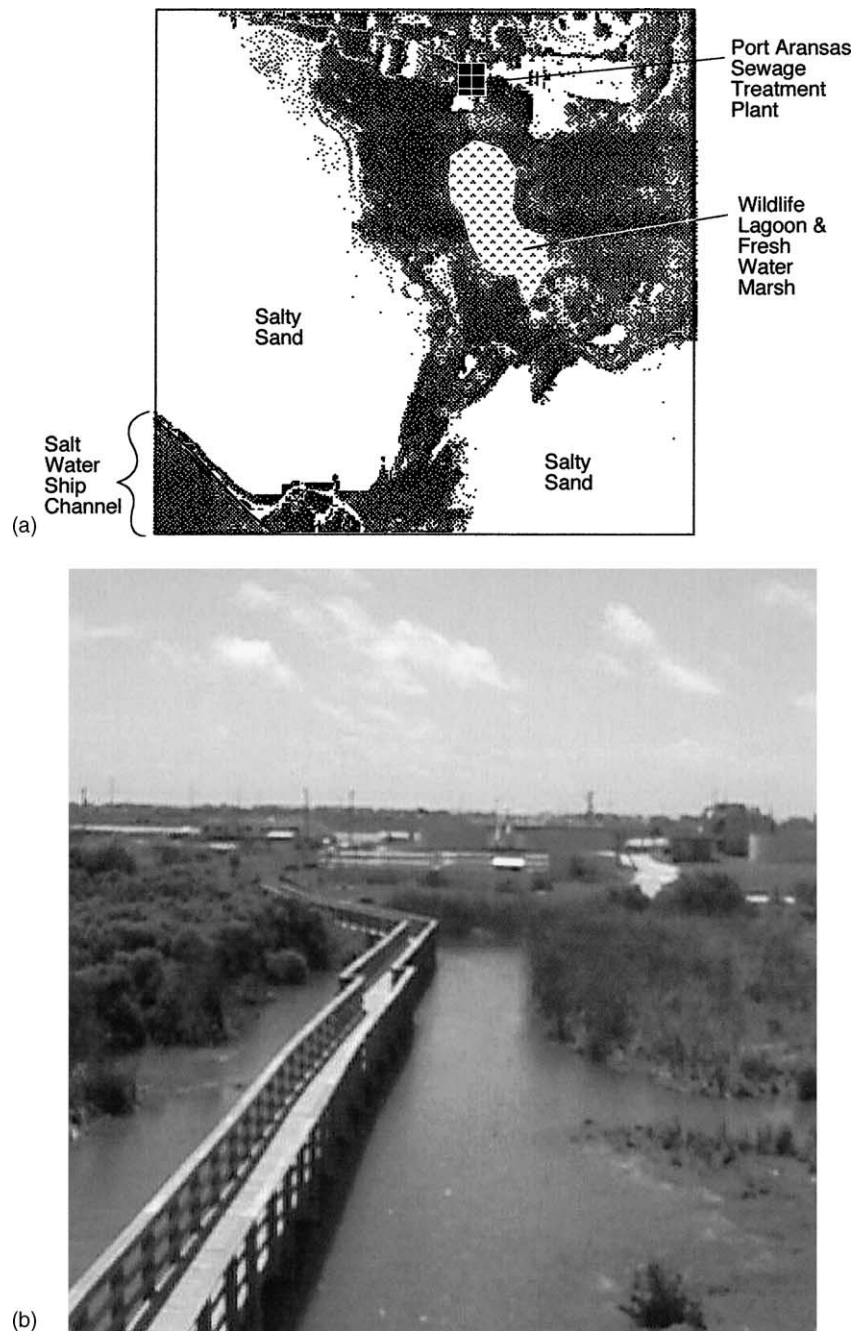 Port Aransas
Sewage
Treatment
Plant
Wildlife
Lagoon &
Fresh
Water
Marsh
Salty
Sand
Salt
Water
Ship
Channel
Salty
Sand
(a)
(b)